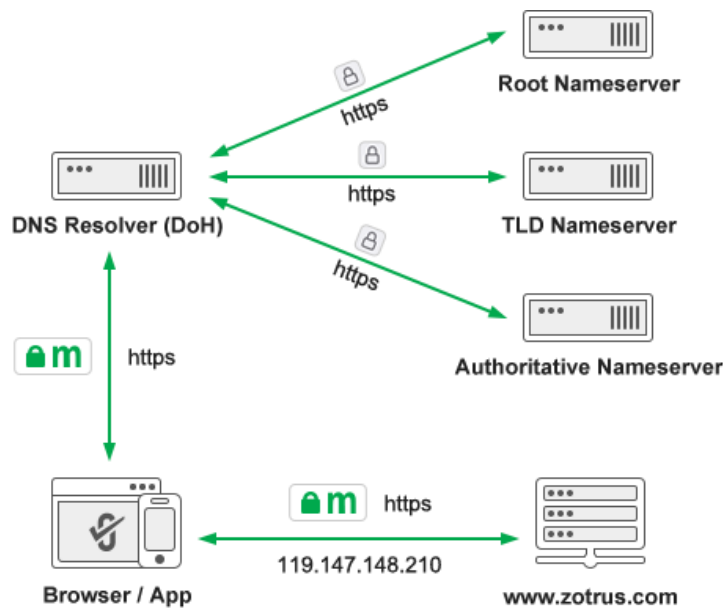 Root Nameserver
https
https
DNS Resolver (DoH)
TLD Nameserver
https
m
https
Authoritative Nameserver
m
https
119.147.148.210
Browser / App
www.zotrus.com